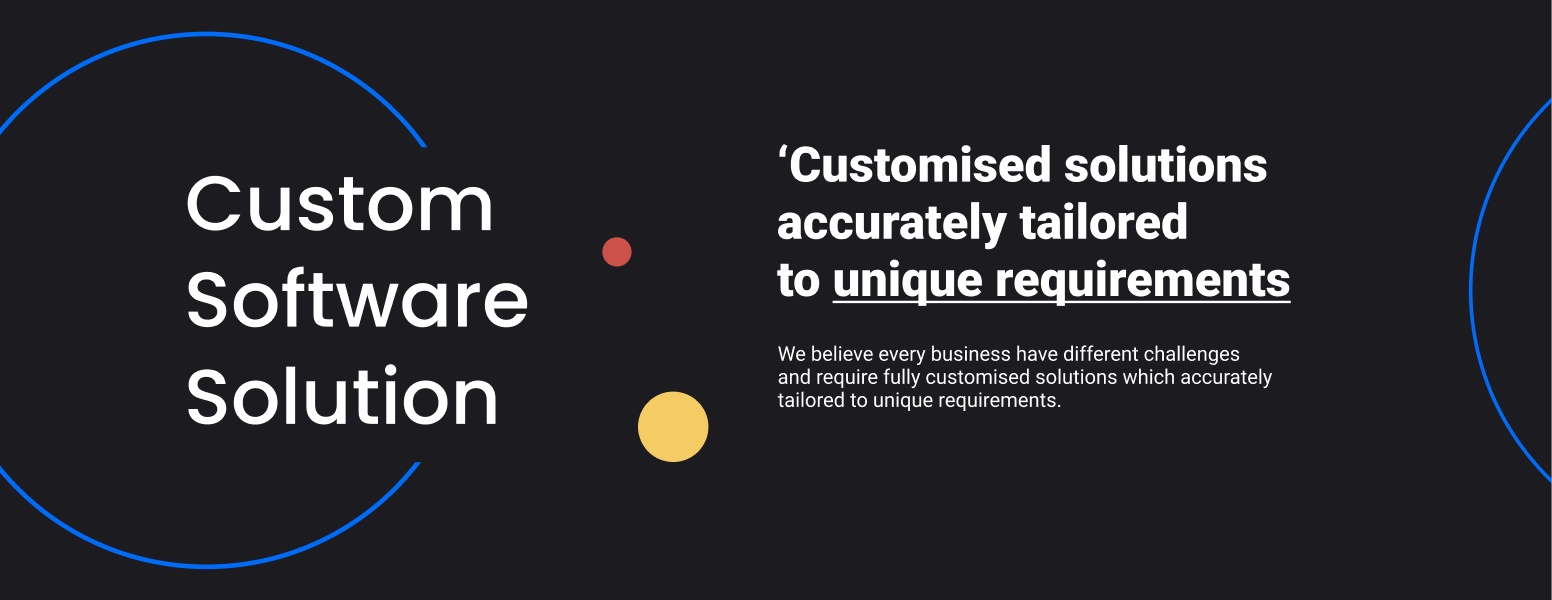 Custom
Software
Solution
‘Customised solutions
accurately tailored
to unique requirements
We believe every business have different challenges
and require fully customised solutions which accurately
tailored to unique requirements.